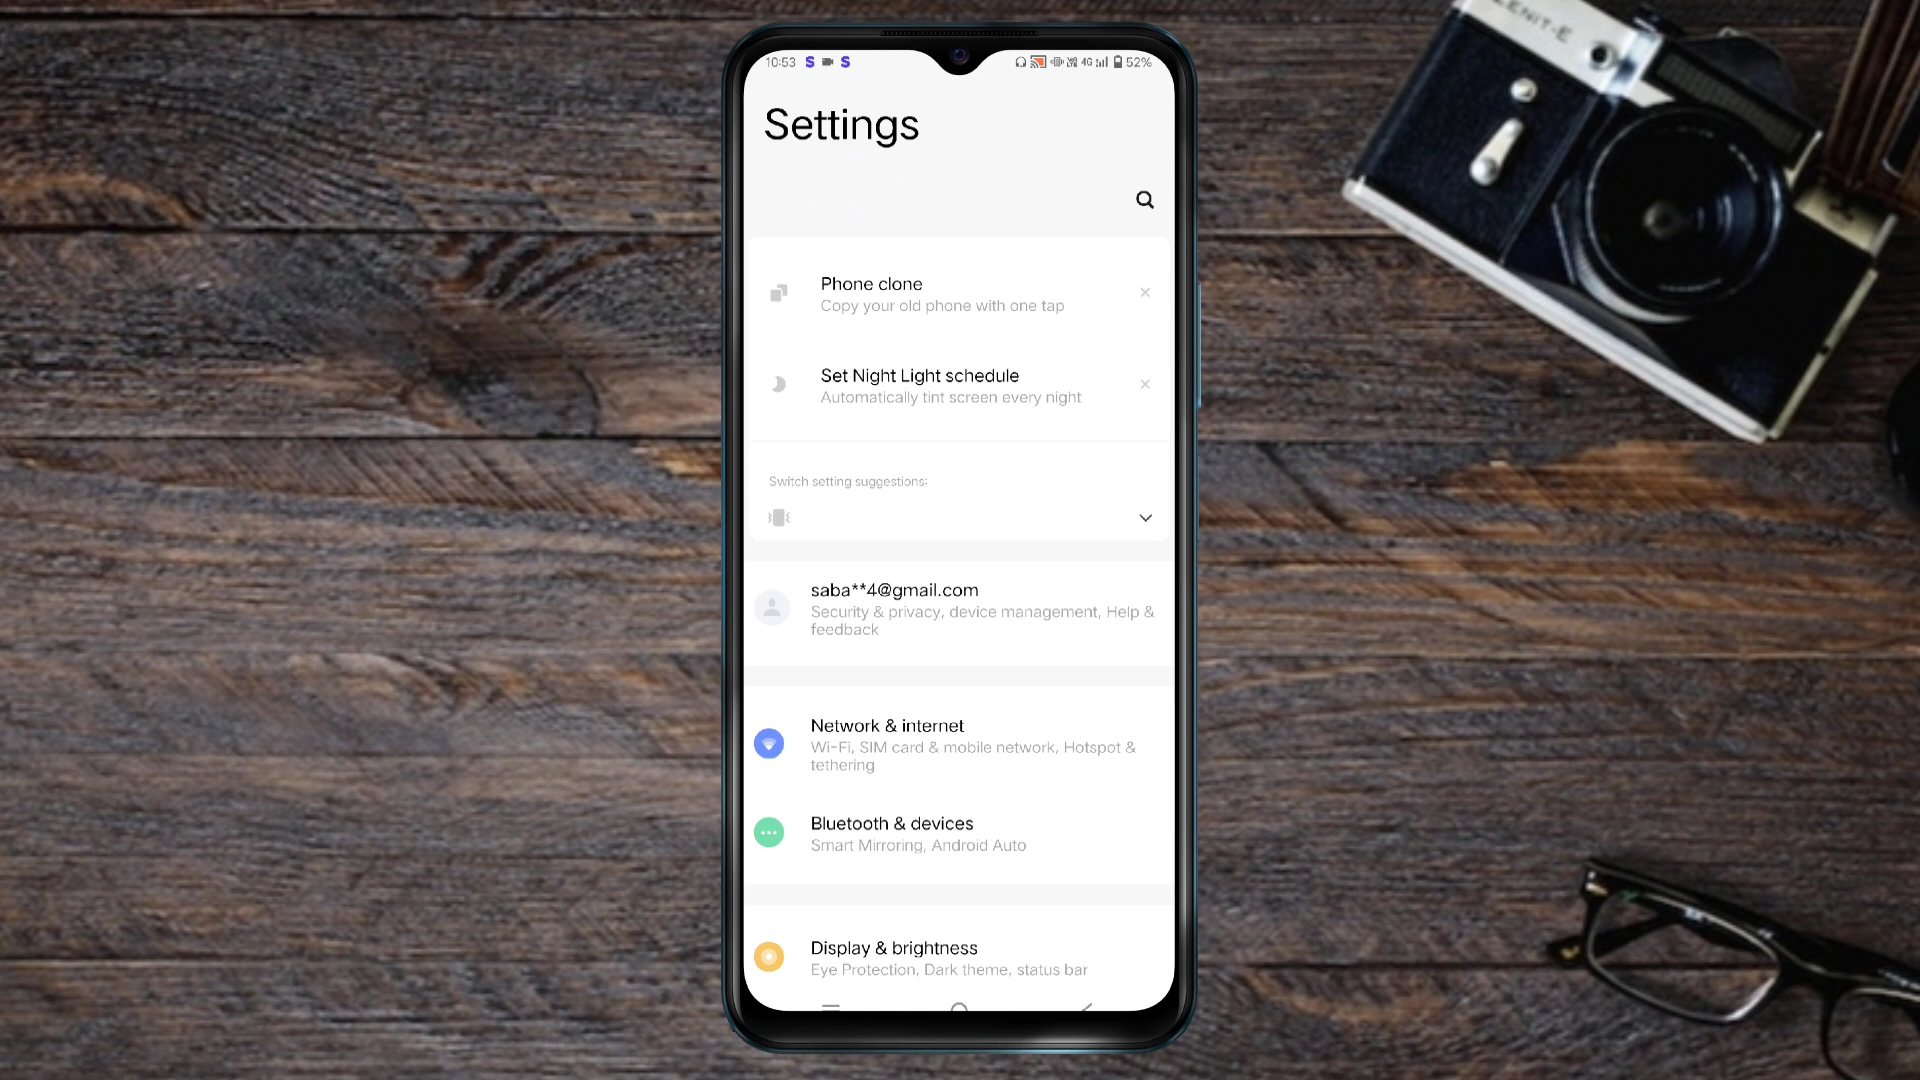 ZENIT-E
10:53 S S 4G 52%
Settings
Phone clone
Copy your old phone with one tap
Set Night Light schedule
Automatically tint screen every night
Switch setting suggestions:
saba**4@gmail.com
Security & privacy, device management, Help &
feedback
Network & internet
Wi-Fi, SIM card & mobile network, Hotspot &
tethering
Bluetooth & devices
Smart Mirroring, Android Auto
Display & brightness
Eye Protection, Dark theme, status bar